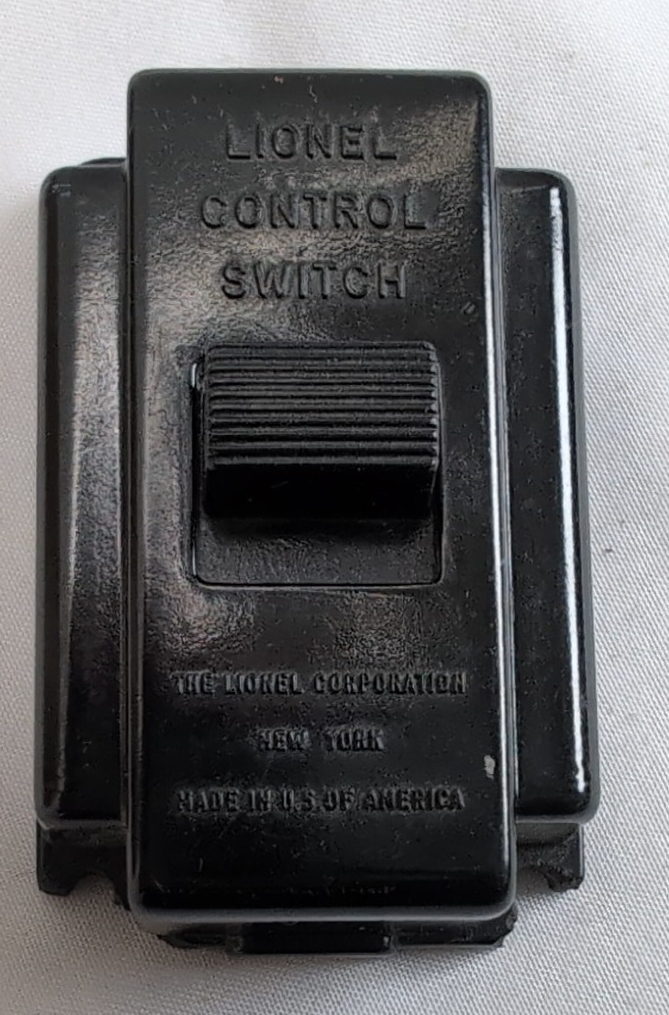 LIONEL
CONTROL
SWITCH
THE LIONEL CORPORATION
NEW YORK
MADE IN U.S. OF AMERICA